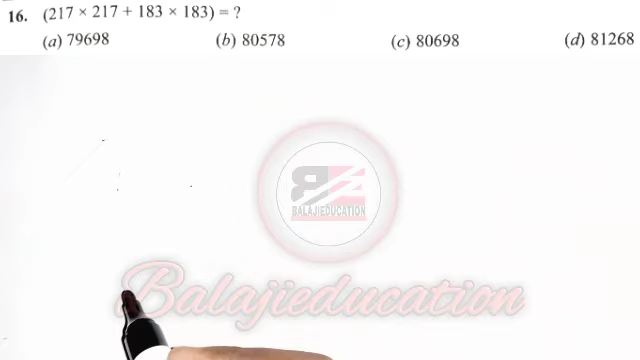 16. (217 × 217 + 183 × 183) = ?
(a) 79698 (b) 80578 (c) 80698 (d) 81268
BALAJIEDUCATION
Balajieducation